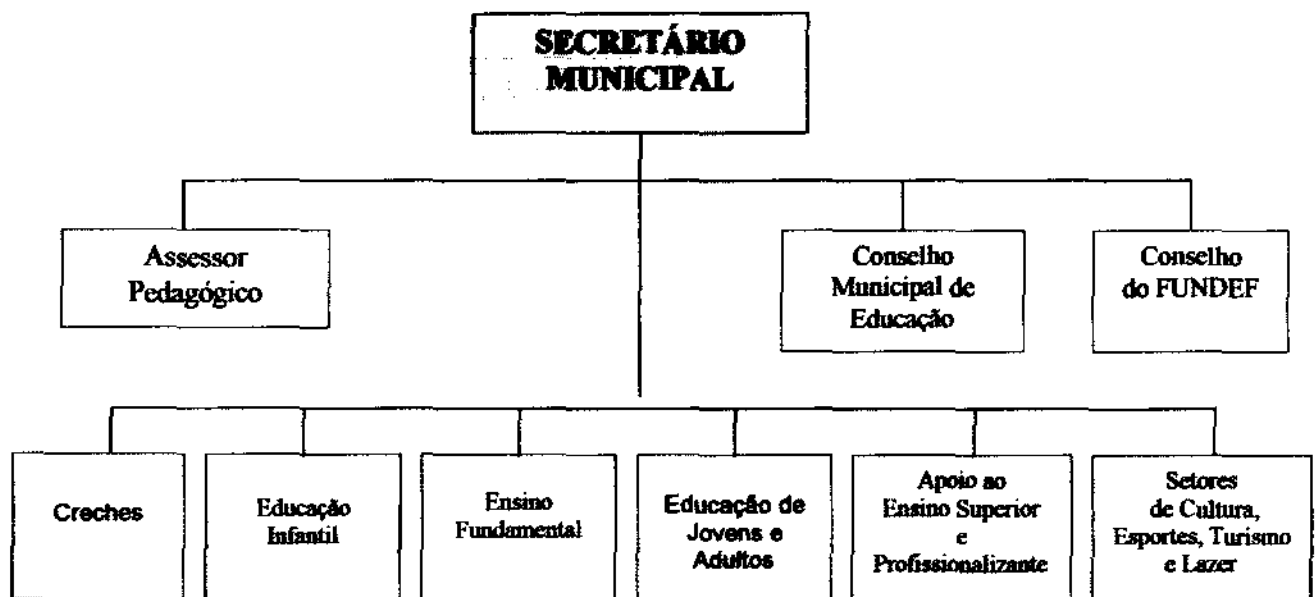 SECRETÁRIO
MUNICIPAL
Assessor
Pedagógico
Conselho
Municipal de
Educação
Conselho
do FUNDEF
Creches
Educação
Infantil
Ensino
Fundamental
Educação de
Jovens e
Adultos
Apoio ao
Ensino Superior
e
Profissionalizante
Setores
de Cultura,
Esportes, Turismo
e Lazer